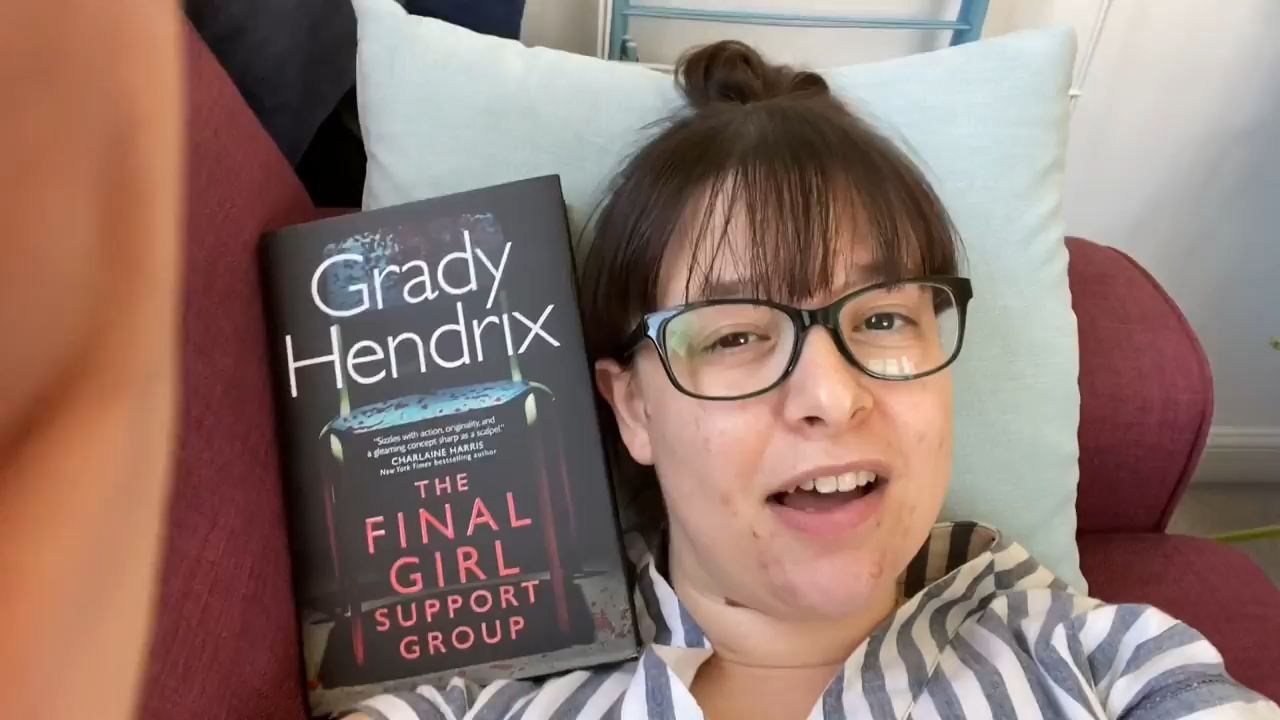 Grady
Hendrix
"Sizzles with action, originality, and
a gleaming concept sharp as a scalpel."
CHARLAINE HARRIS
New York Times bestselling author
THE
FINAL
GIRL
SUPPORT
GROUP